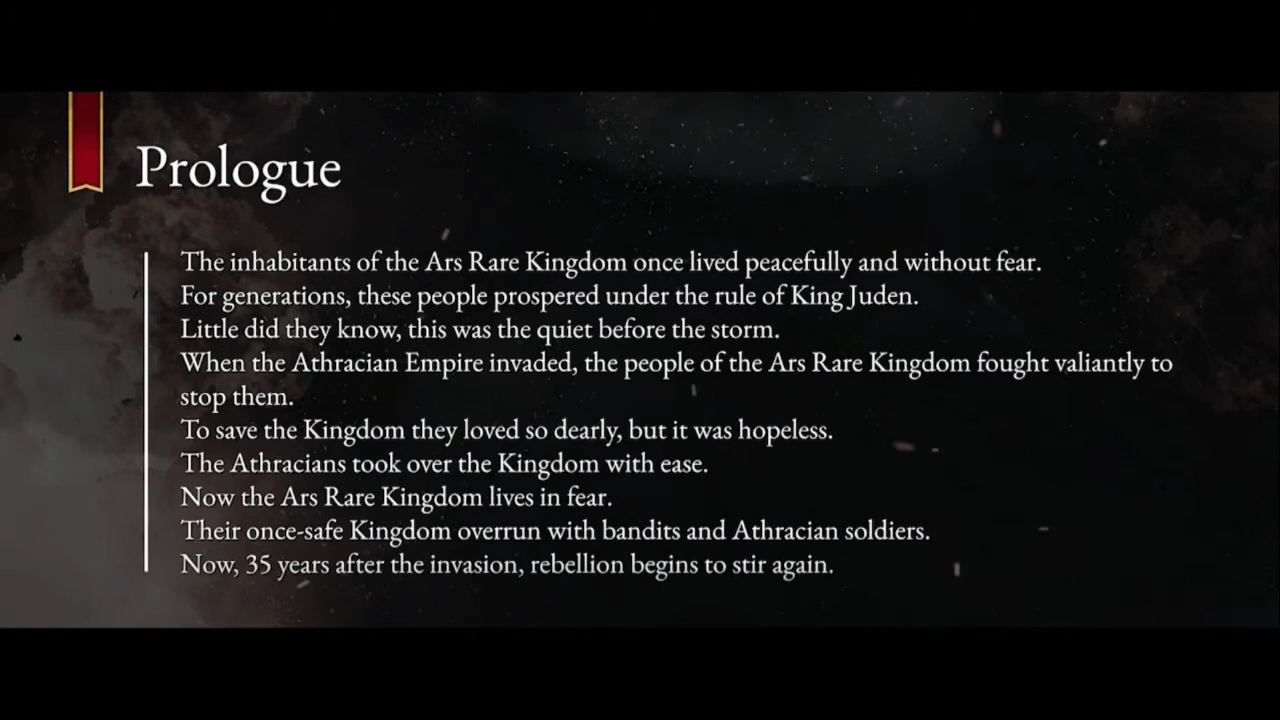 Prologue
The inhabitants of the Ars Rare Kingdom once lived peacefully and without fear.
For generations, these people prospered under the rule of King Juden.
Little did they know, this was the quiet before the storm.
When the Athracian Empire invaded, the people of the Ars Rare Kingdom fought valiantly to
stop them.
To save the Kingdom they loved so dearly, but it was hopeless.
The Athracians took over the Kingdom with ease.
Now the Ars Rare Kingdom lives in fear.
Their once-safe Kingdom overrun with bandits and Athracian soldiers.
Now, 35 years after the invasion, rebellion begins to stir again.